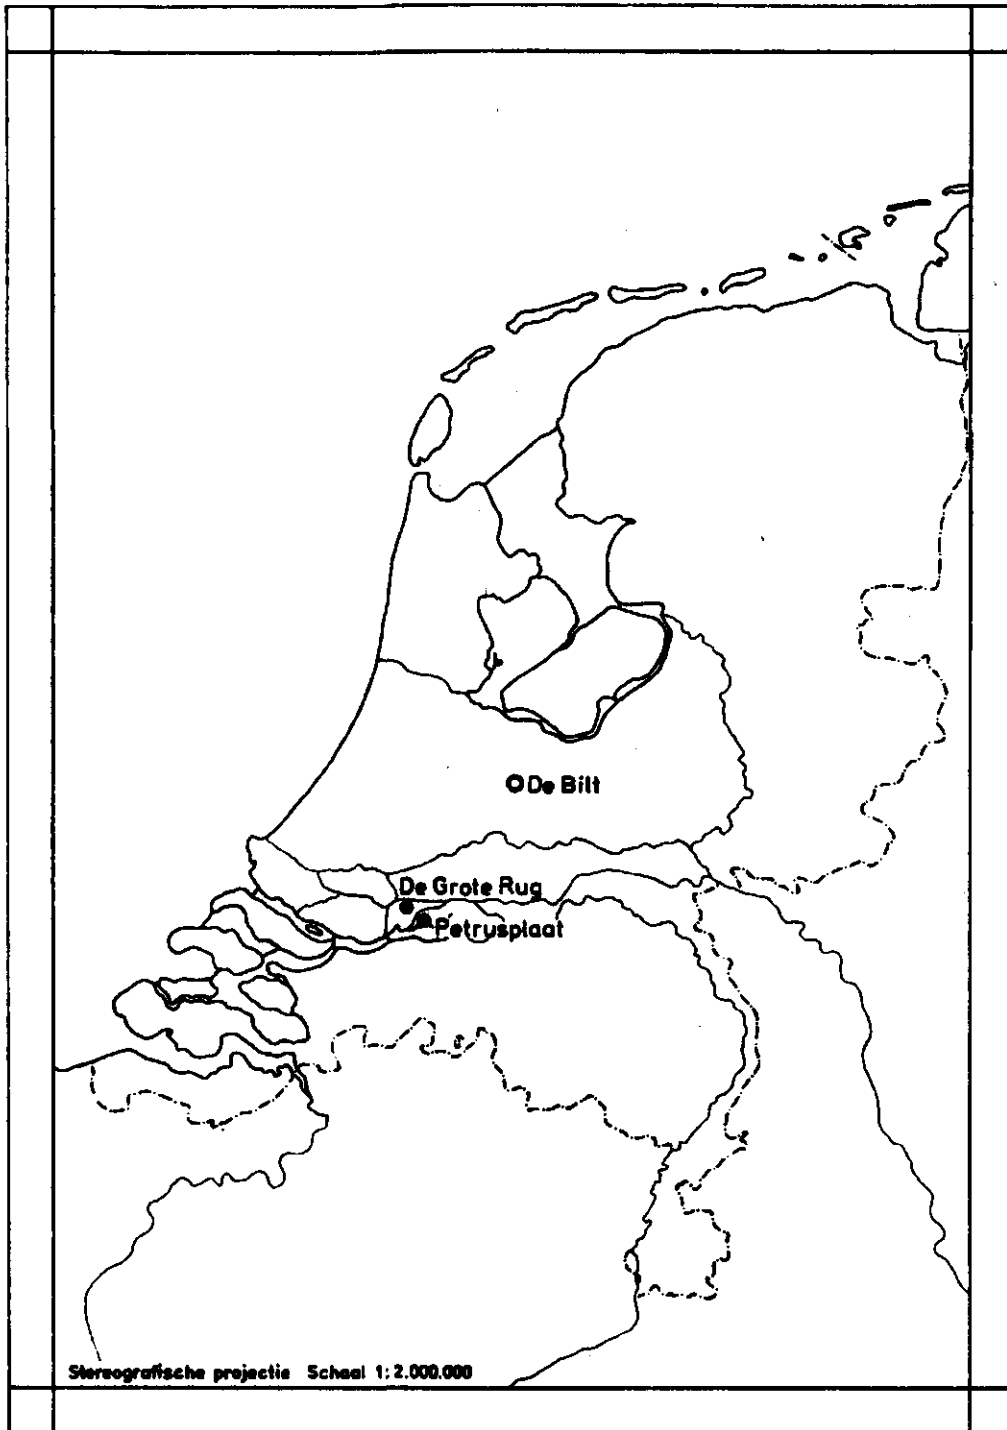 De Bilt
De Grote Rug
Petrusplaat
Stereografische projectie Schaal 1:2.000.000